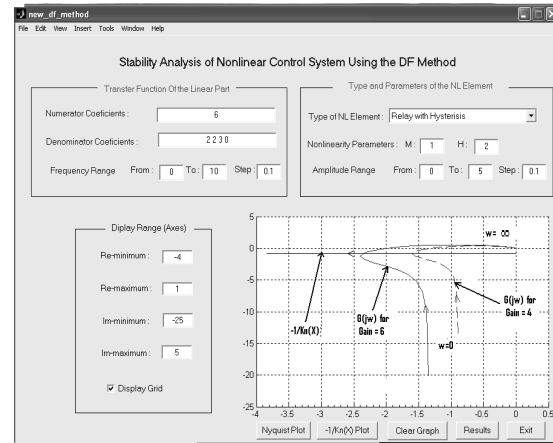 new_df_method
File Edit View Insert Tools Window Help
Stability Analysis of Nonlinear Control System Using the DF Method
Transfer Function Of the Linear Part
Numerator Coeficients : 6
Denominator Coeficients : 2 2 3 0
Frequency Range From : 0 To : 10 Step : 0.1
Type and Parameters of the NL Element
Type of NL Element : Relay with Hysterisis
Nonlinearity Parameters : M: 1 H: 2
Amplitude Range From : 0 To : 5 Step : 0.1
Diplay Range (Axes)
Re-minimum : -4
Re-maximum : 1
Im-minimum : -25
Im-maximum : 5
Display Grid
5
0
-5
-10
-15
-20
-25
w= ∞
G(jw) for
Gain = 4
-1/Kn(X)
G(jw) for
Gain = 6
w=0
-4 -3.5 -3 -2.5 -2 -1.5 -1 -0.5 0 0.5
Nyquist Plot -1/Kn(X) Plot Clear Graph Results Exit